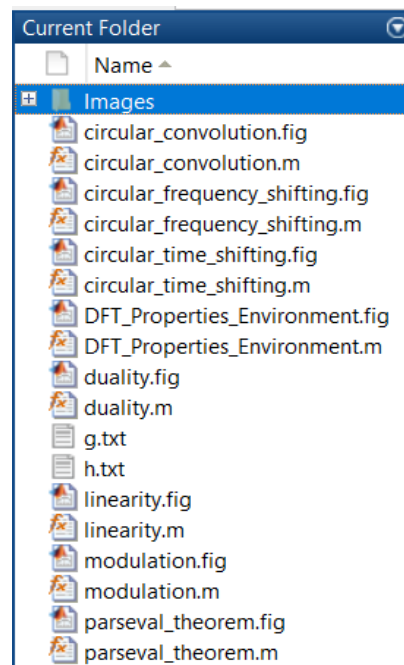 Current Folder
Name
Images
circular_convolution.fig
circular_convolution.m
circular_frequency_shifting.fig
circular_frequency_shifting.m
circular_time_shifting.fig
circular_time_shifting.m
DFT_Properties_Environment.fig
DFT_Properties_Environment.m
duality.fig
duality.m
g.txt
h.txt
linearity.fig
linearity.m
modulation.fig
modulation.m
parseval_theorem.fig
parseval_theorem.m